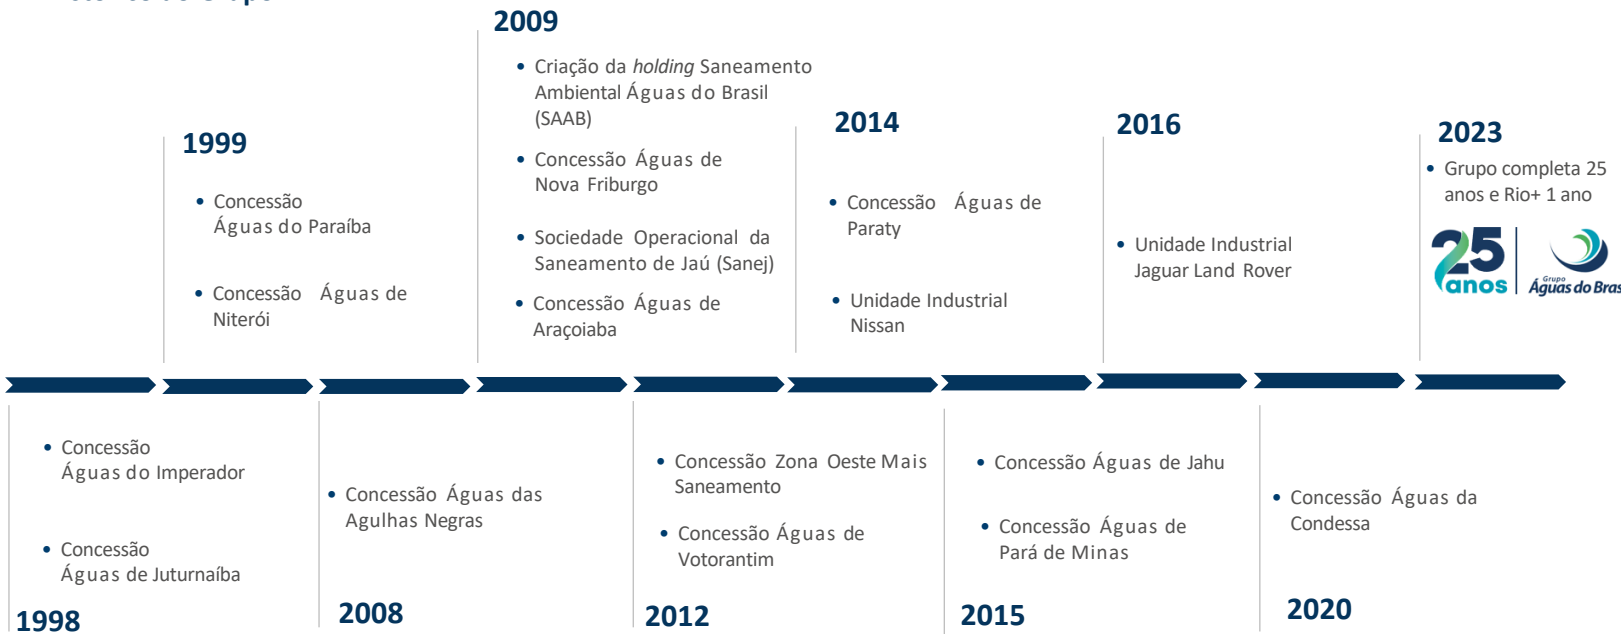 2009
• Criação da holding Saneamento
Ambiental Águas do Brasil
(SAAB)
• Concessão Águas de
Nova Friburgo
• Sociedade Operacional da
Saneamento de Jaú (Sanej)
• Concessão Águas de
Araçoiaba
1999
• Concessão
Águas do Paraíba
• Concessão Águas de
Niterói
2014
• Concessão Águas de
Paraty
• Unidade Industrial
Nissan
2016
• Unidade Industrial
Jaguar Land Rover
2023
• Grupo completa 25
anos e Rio+ 1 ano
25
anos
Grupo
Águas do Bras
• Concessão
Águas do Imperador
• Concessão
Águas de Juturnaíba
1998
• Concessão Águas das
Agulhas Negras
2008
• Concessão Zona Oeste Mais
Saneamento
• Concessão Águas de
Votorantim
2012
• Concessão Águas de Jahu
• Concessão Águas de
Pará de Minas
2015
• Concessão Águas da
Condessa
2020